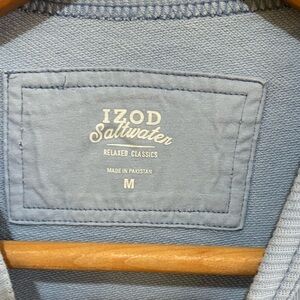 IZOD
Saltwater
RELAXED CLASSICS
MADE IN PAKISTAN
M